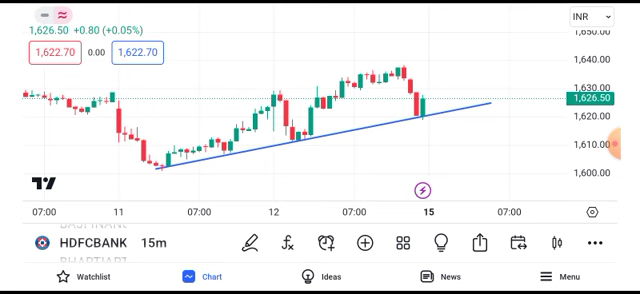 1,626.50 +0.80 (+0.05%)
INR
1,650.00
1,622.70 0.00 1,622.70
1,640.00
1,630.00
1,626.50
1,620.00
1,610.00
1,600.00
07:00 11 07:00 12 07:00 15 07:00
BAJFINANCE
HDFCBANK 15m
BHARTIARTL
Watchlist Chart Ideas News Menu